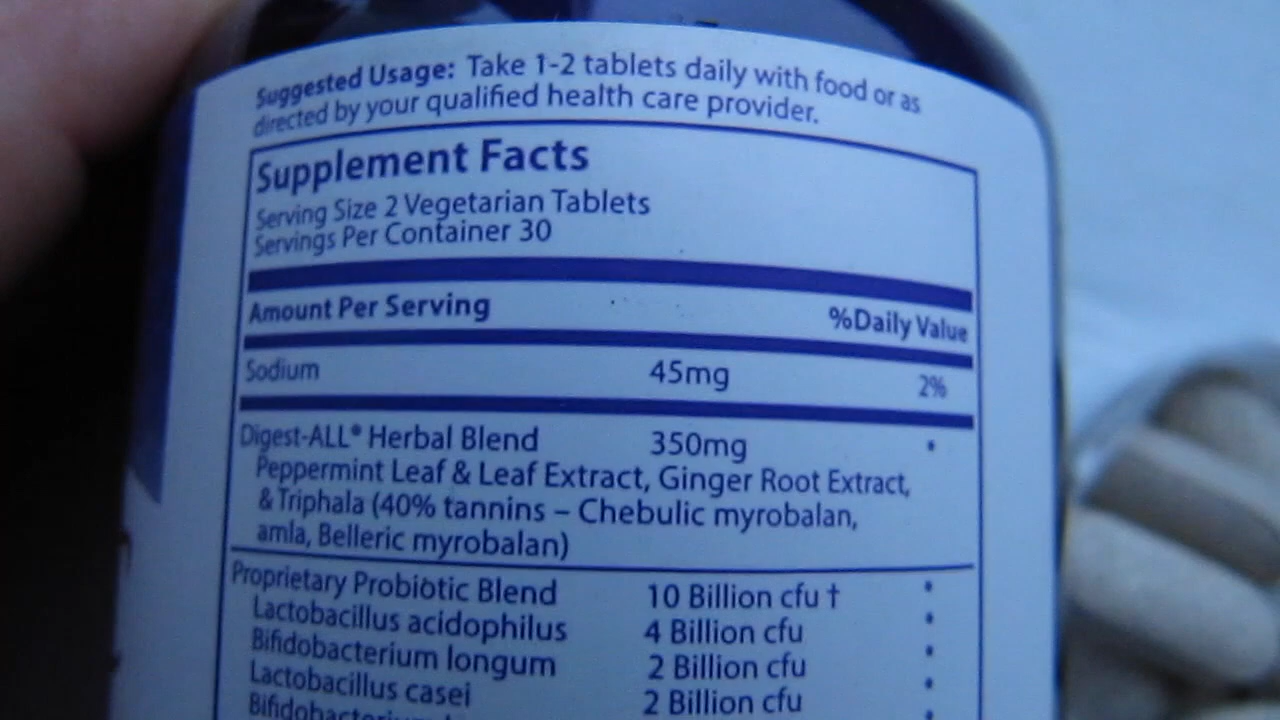 Suggested Usage: Take 1-2 tablets daily with food or as
directed by your qualified health care provider.
Supplement Facts
Serving Size 2 Vegetarian Tablets
Servings Per Container 30
Amount Per Serving %Daily Value
Sodium 45mg 2%
Digest-ALL® Herbal Blend 350mg •
Peppermint Leaf & Leaf Extract, Ginger Root Extract,
& Triphala (40% tannins – Chebulic myrobalan,
amla, Belleric myrobalan)
Proprietary Probiotic Blend 10 Billion cfu † •
Lactobacillus acidophilus 4 Billion cfu •
Bifidobacterium longum 2 Billion cfu •
Lactobacillus casei 2 Billion cfu •